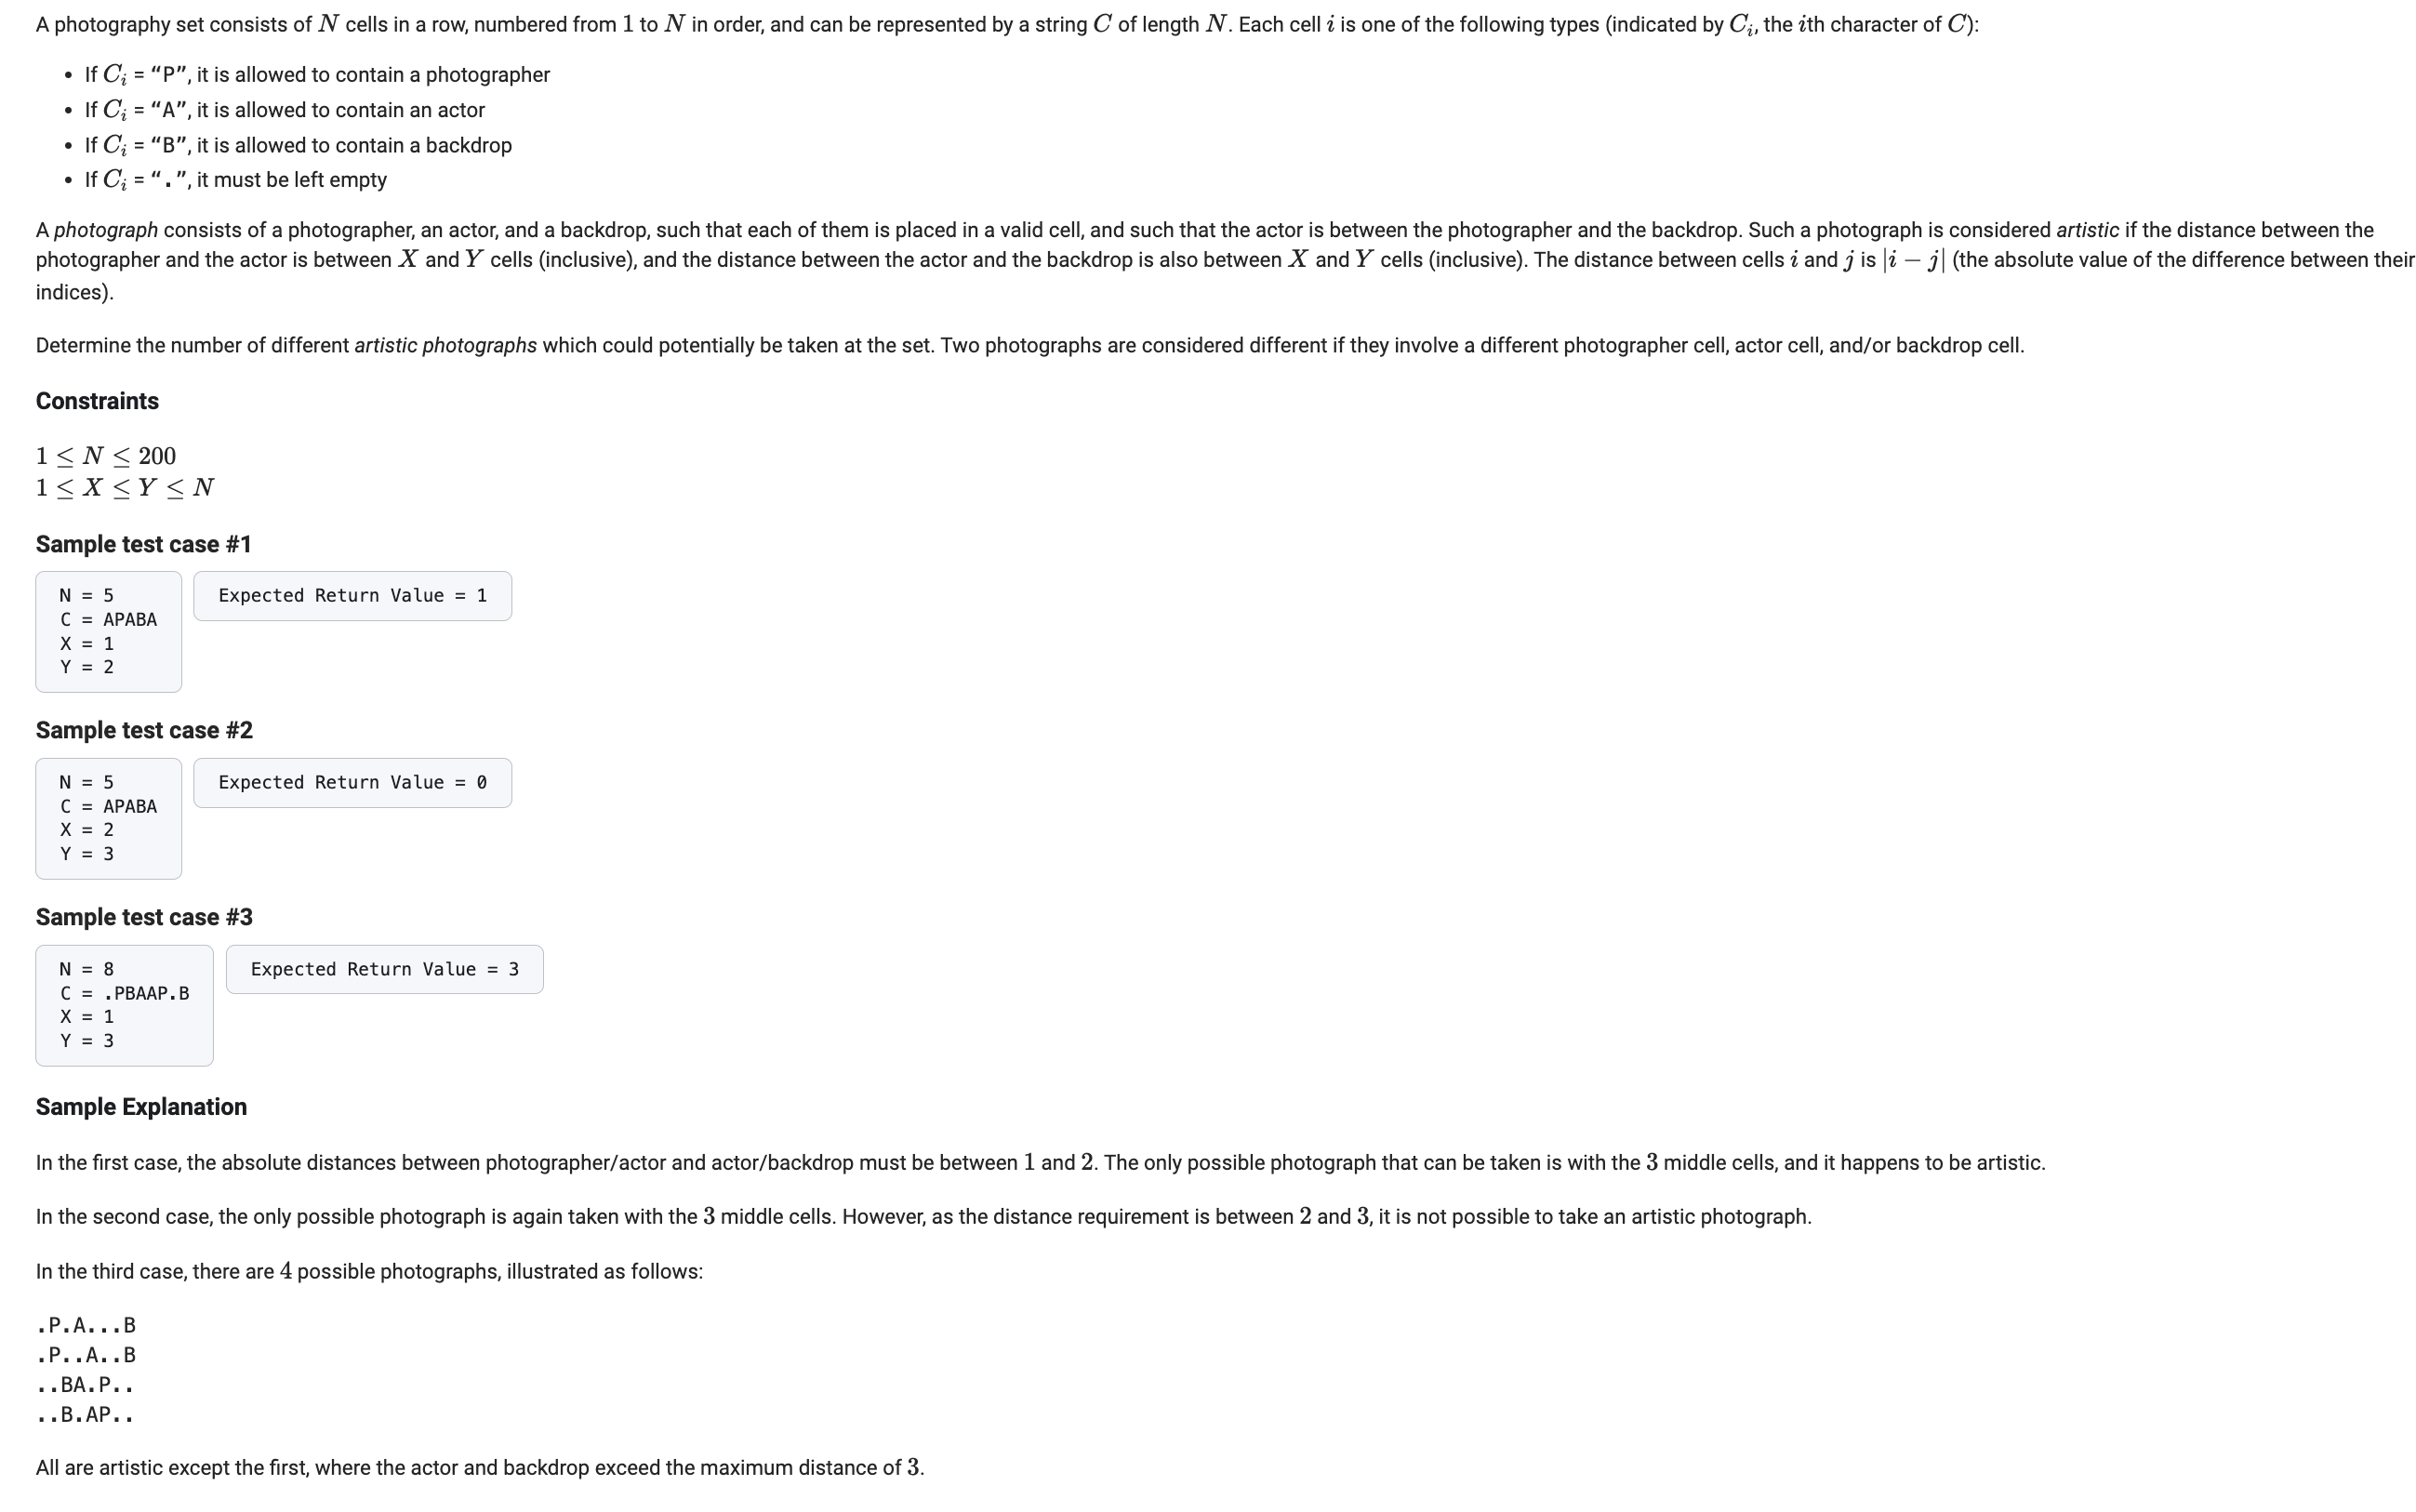 A photography set consists of N cells in a row, numbered from 1 to N in order, and can be represented by a string C of length N. Each cell i is one of the following types (indicated by Cᵢ, the ith character of C):
• If Cᵢ = “P”, it is allowed to contain a photographer
• If Cᵢ = “A”, it is allowed to contain an actor
• If Cᵢ = “B”, it is allowed to contain a backdrop
• If Cᵢ = “.”, it must be left empty
A photograph consists of a photographer, an actor, and a backdrop, such that each of them is placed in a valid cell, and such that the actor is between the photographer and the backdrop. Such a photograph is considered artistic if the distance between the
photographer and the actor is between X and Y cells (inclusive), and the distance between the actor and the backdrop is also between X and Y cells (inclusive). The distance between cells i and j is |i − j| (the absolute value of the difference between their
indices).
Determine the number of different artistic photographs which could potentially be taken at the set. Two photographs are considered different if they involve a different photographer cell, actor cell, and/or backdrop cell.
Constraints
1 ≤ N ≤ 200
1 ≤ X ≤ Y ≤ N
Sample test case #1
N = 5
C = APABA
X = 1
Y = 2
Expected Return Value = 1
Sample test case #2
N = 5
C = APABA
X = 2
Y = 3
Expected Return Value = 0
Sample test case #3
N = 8
C = .PBAAP.B
X = 1
Y = 3
Expected Return Value = 3
Sample Explanation
In the first case, the absolute distances between photographer/actor and actor/backdrop must be between 1 and 2. The only possible photograph that can be taken is with the 3 middle cells, and it happens to be artistic.
In the second case, the only possible photograph is again taken with the 3 middle cells. However, as the distance requirement is between 2 and 3, it is not possible to take an artistic photograph.
In the third case, there are 4 possible photographs, illustrated as follows:
.P.A...B
.P..A..B
..BA.P..
..B.AP..
All are artistic except the first, where the actor and backdrop exceed the maximum distance of 3.